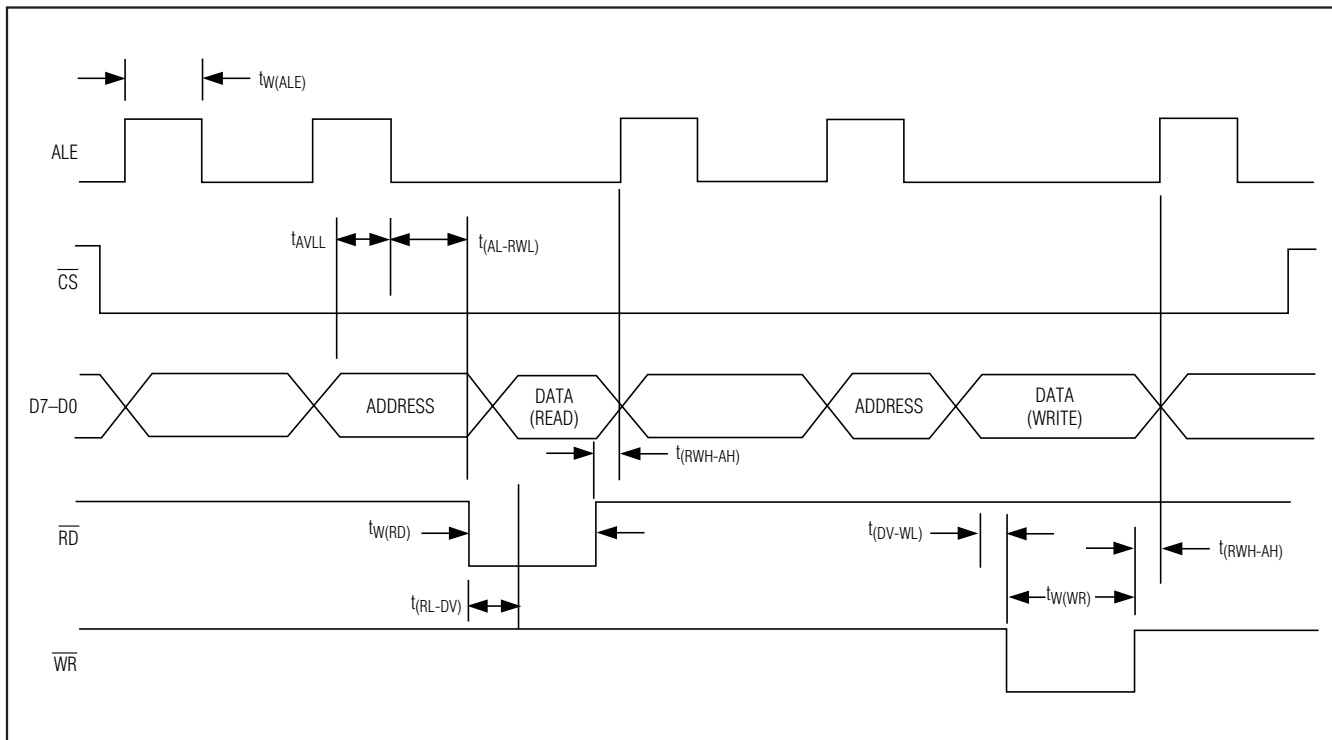 tW(ALE)
ALE
tAVLL
t(AL-RWL)
CS
D7–D0
ADDRESS
DATA
(READ)
ADDRESS
DATA
(WRITE)
t(RWH-AH)
RD
tW(RD)
t(DV-WL)
t(RWH-AH)
t(RL-DV)
tW(WR)
WR